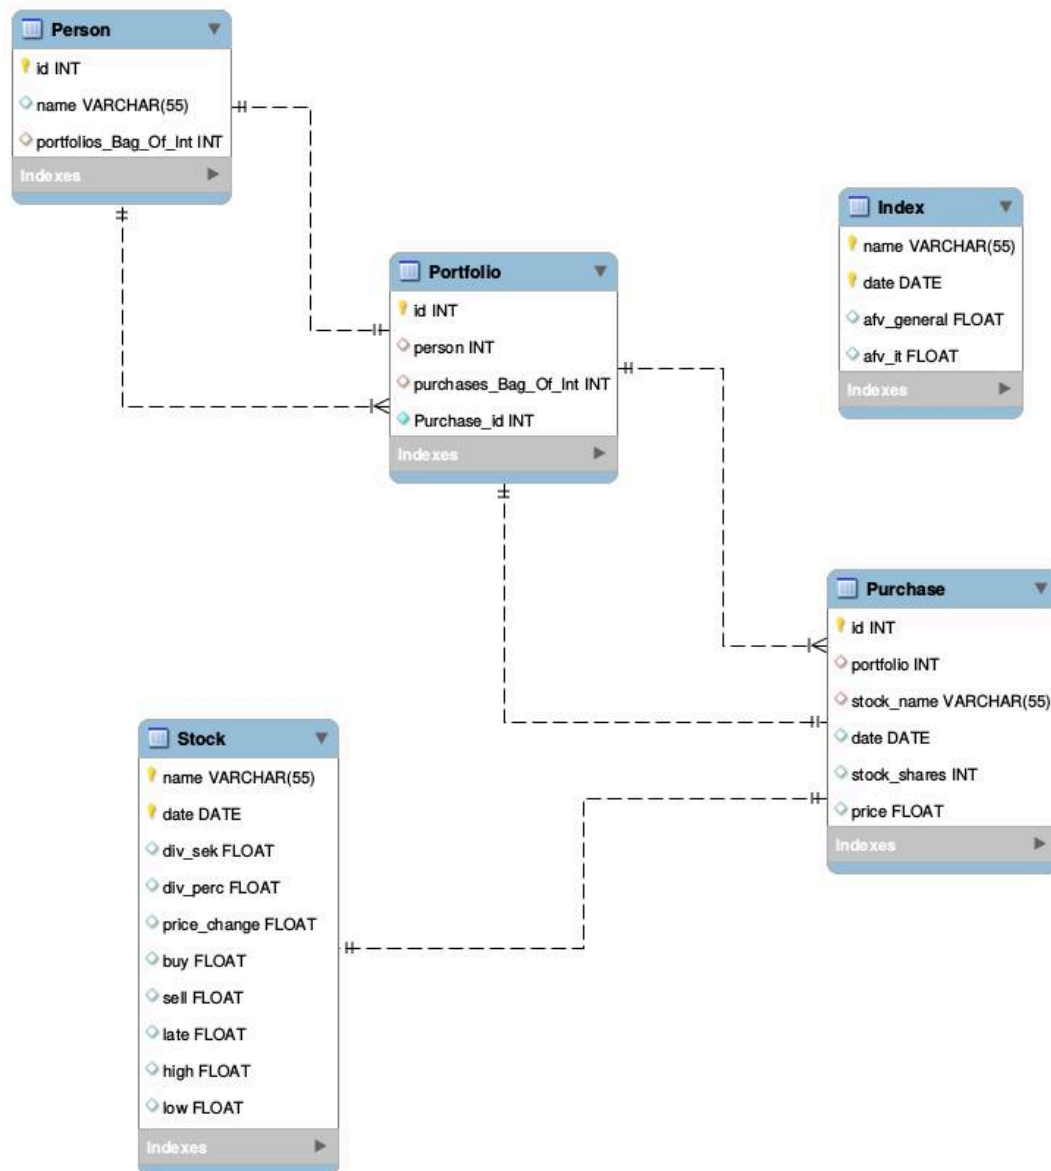 Person
id INT
name VARCHAR(55)
portfolios_Bag_Of_Int INT
Indexes
Index
name VARCHAR(55)
date DATE
afv_general FLOAT
afv_it FLOAT
Indexes
Portfolio
id INT
person INT
purchases_Bag_Of_Int INT
Purchase_id INT
Indexes
Purchase
id INT
portfolio INT
stock_name VARCHAR(55)
date DATE
stock_shares INT
price FLOAT
Indexes
Stock
name VARCHAR(55)
date DATE
div_sek FLOAT
div_perc FLOAT
price_change FLOAT
buy FLOAT
sell FLOAT
late FLOAT
high FLOAT
low FLOAT
Indexes